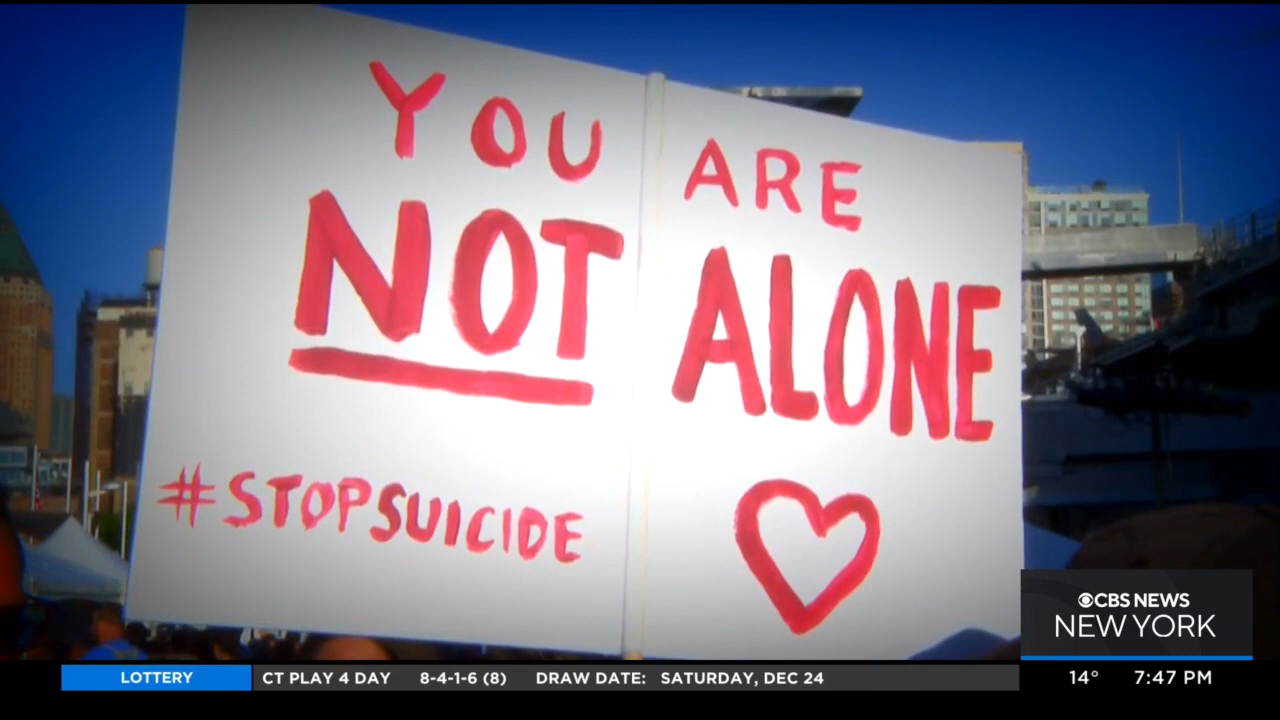 YOU ARE
NOT ALONE
#STOPSUICIDE
CBS NEWS
NEW YORK
LOTTERY CT PLAY 4 DAY 8-4-1-6 (8) DRAW DATE: SATURDAY, DEC 24 14° 7:47 PM